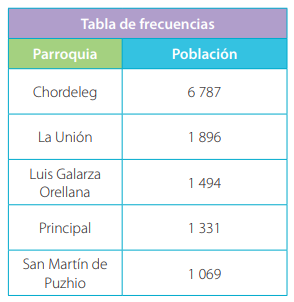 Tabla de frecuencias
Parroquia Población
Chordeleg 6 787
La Unión 1 896
Luis Galarza
Orellana 1 494
Principal 1 331
San Martín de
Puzhio 1 069